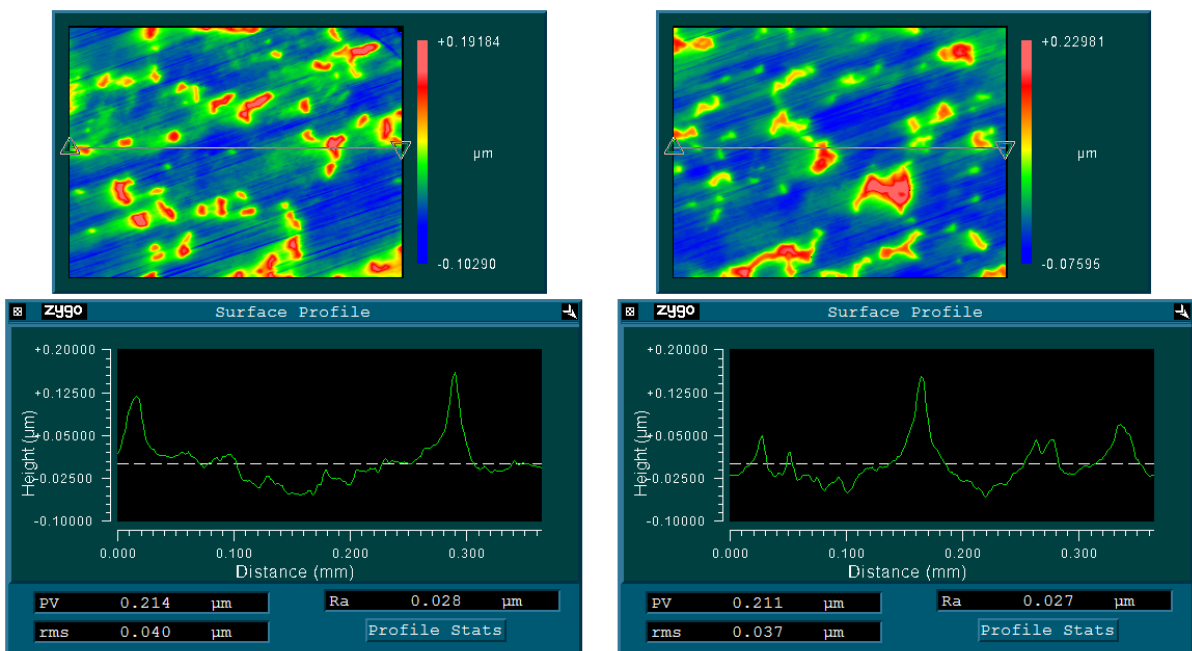 +0.19184
µm
-0.10290
+0.22981
µm
-0.07595
zygo Surface Profile
+0.20000
+0.12500
+0.05000
-0.02500
-0.10000
Height (µm)
0.000 0.100 0.200 0.300
Distance (mm)
PV 0.214 µm
rms 0.040 µm
Ra 0.028 µm
Profile Stats
zygo Surface Profile
+0.20000
+0.12500
+0.05000
-0.02500
-0.10000
Height (µm)
0.000 0.100 0.200 0.300
Distance (mm)
PV 0.211 µm
rms 0.037 µm
Ra 0.027 µm
Profile Stats